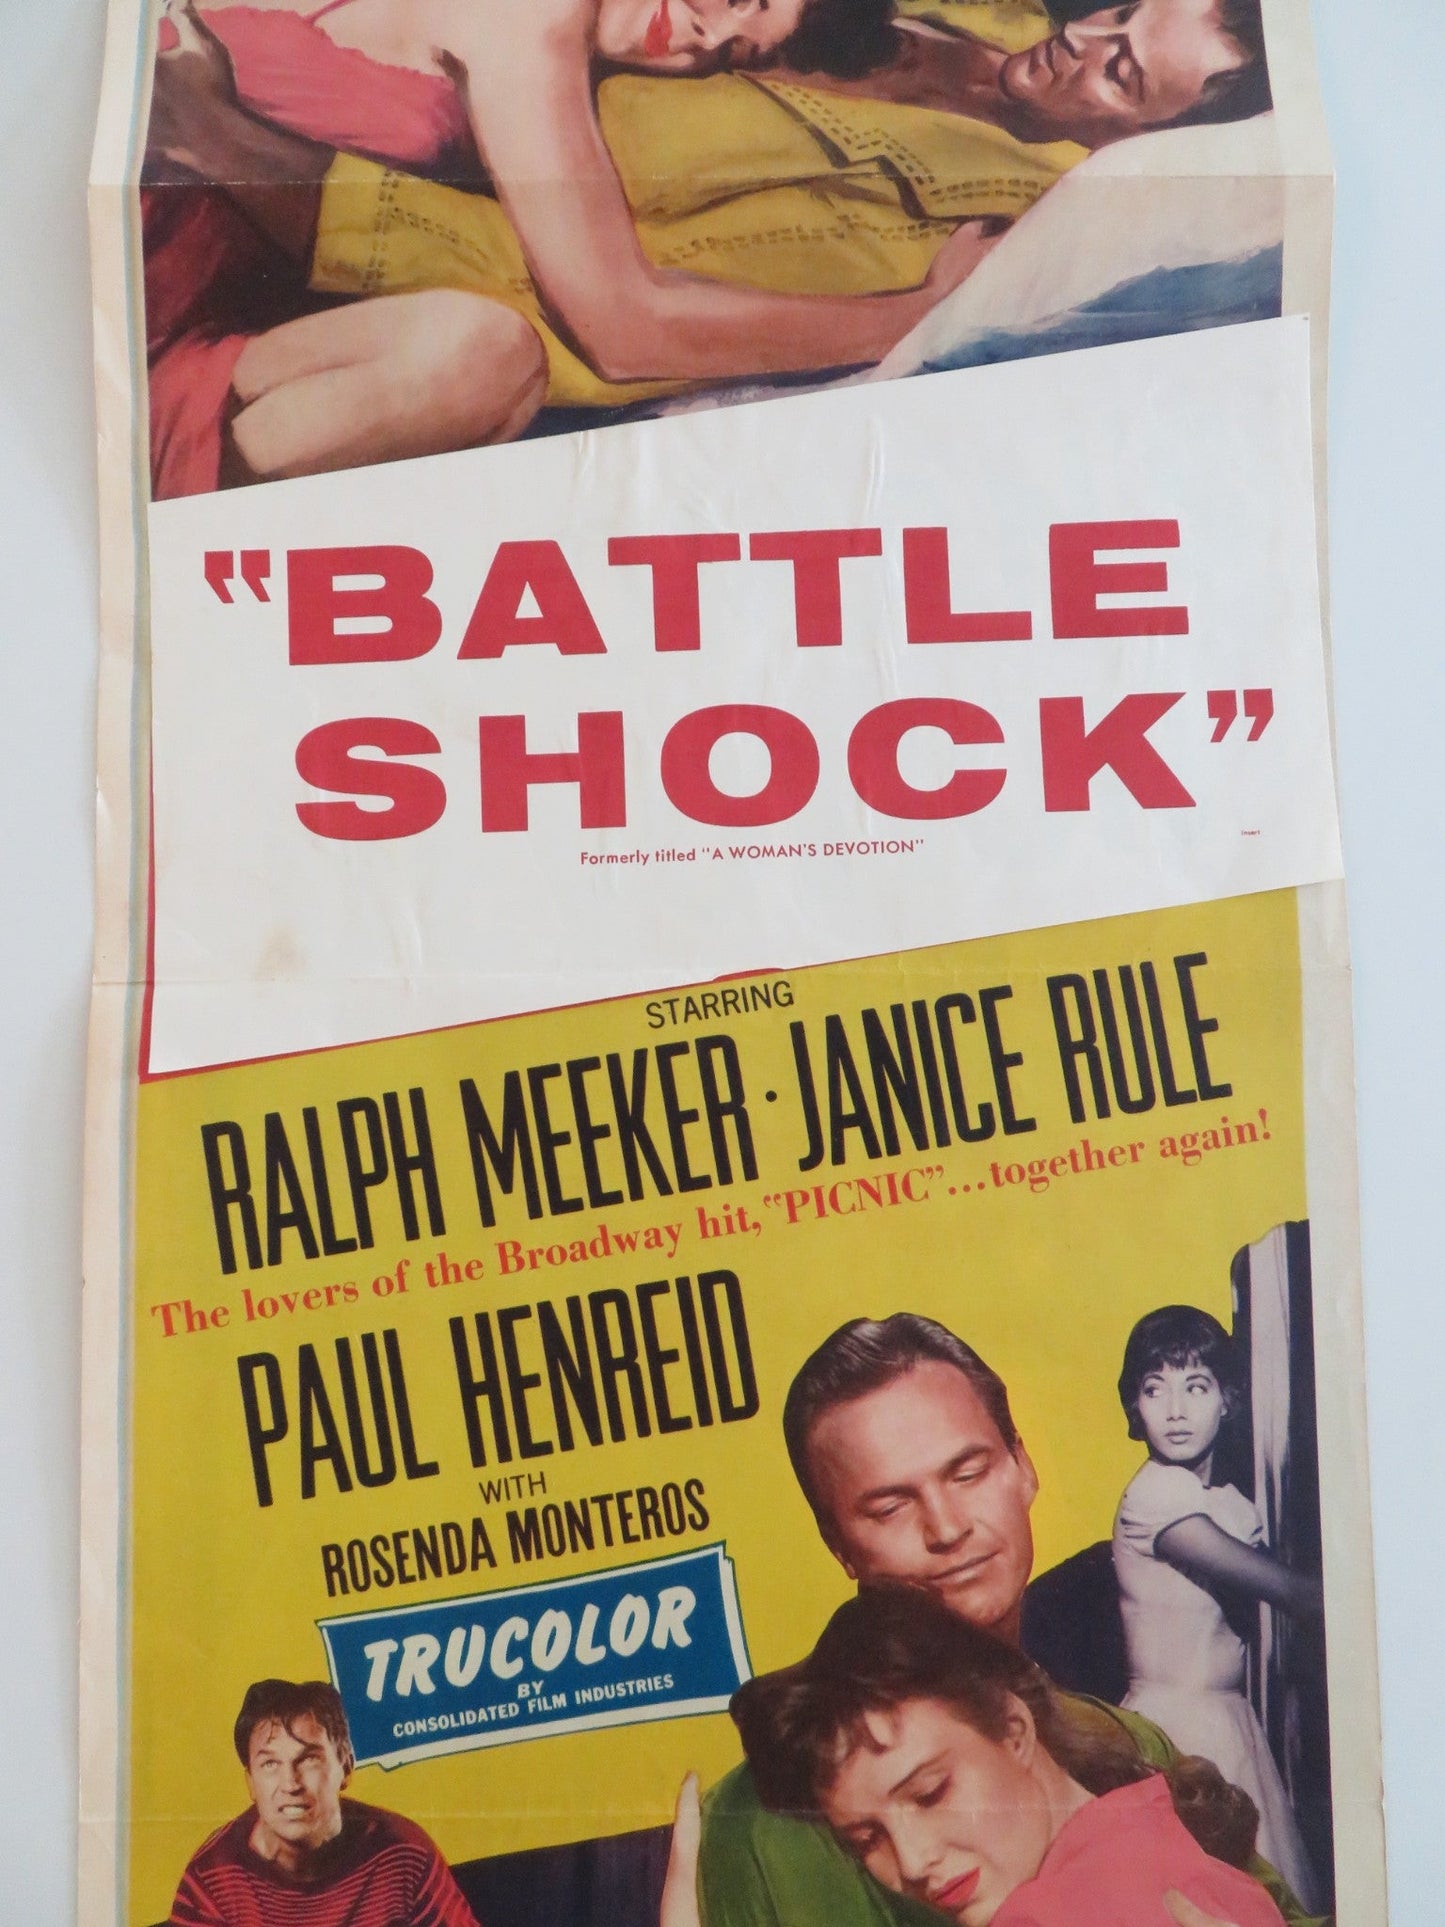 "BATTLE
SHOCK"
Insert
Formerly titled "A WOMAN'S DEVOTION"
STARRING
RALPH MEEKER · JANICE RULE
The lovers of the Broadway hit, "PICNIC"...together again!
PAUL HENREID
WITH
ROSENDA MONTEROS
TRUCOLOR
BY
CONSOLIDATED FILM INDUSTRIES